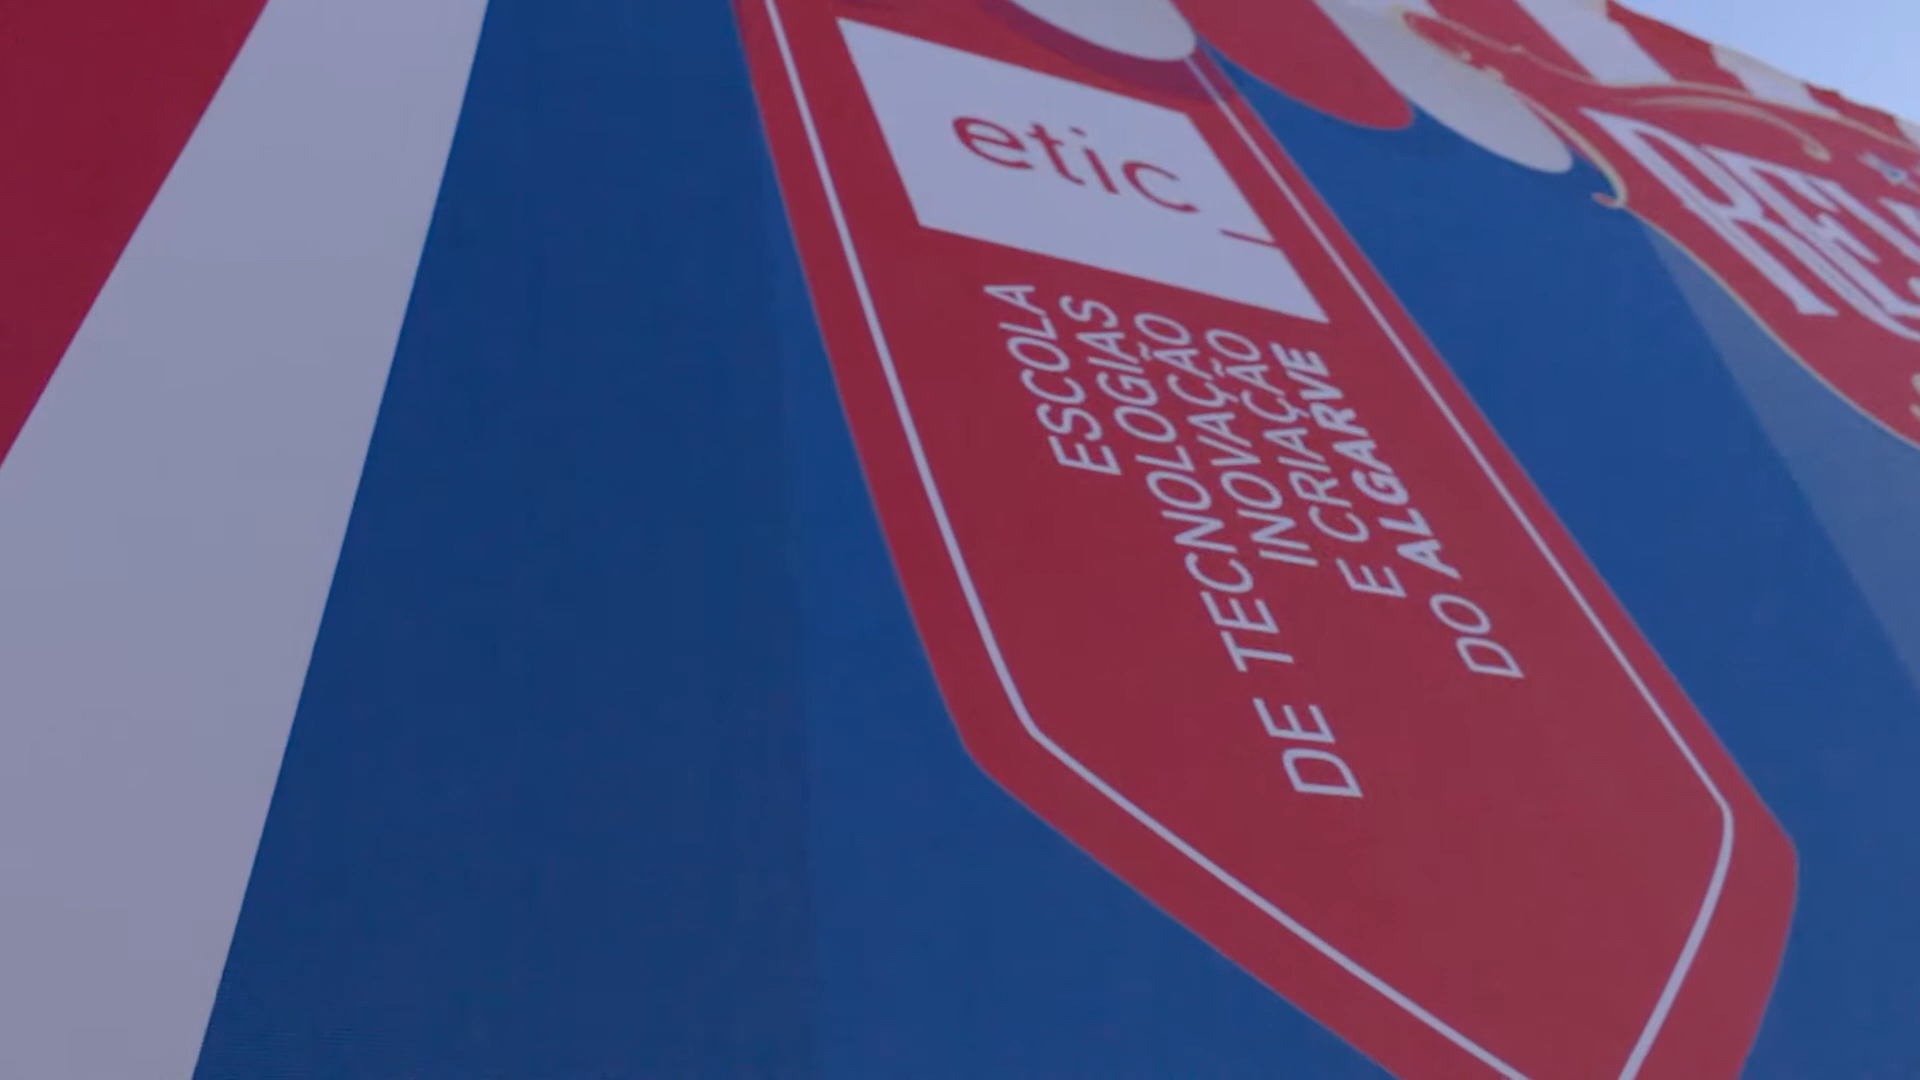 etic_
ESCOLA
DE TECNOLOGIAS
INOVAÇÃO
E CRIAÇÃO
DO ALGARVE